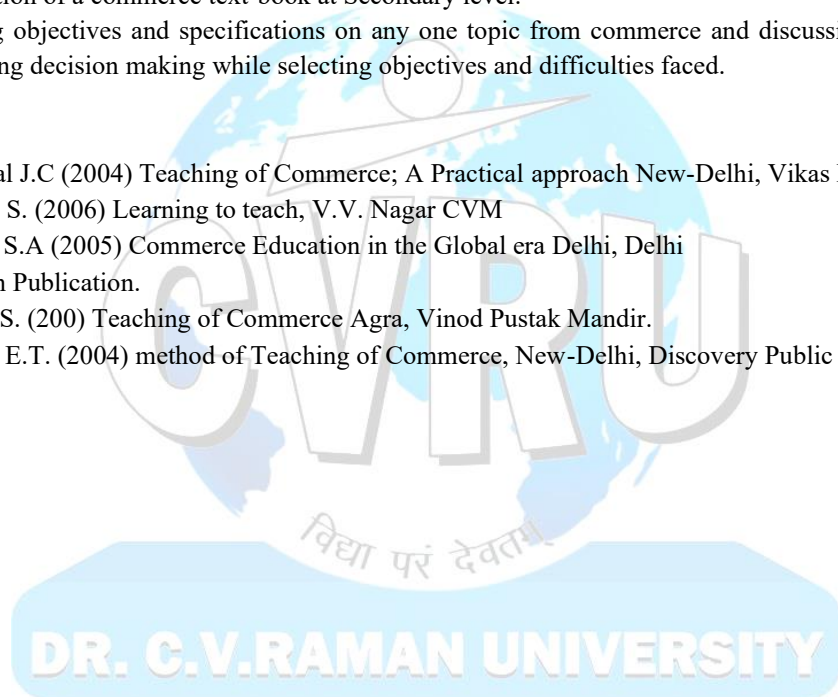 ion of a commerce text-book at Secondary level.
g objectives and specifications on any one topic from commerce and discussi
ng decision making while selecting objectives and difficulties faced.
al J.C (2004) Teaching of Commerce; A Practical approach New-Delhi, Vikas
S. (2006) Learning to teach, V.V. Nagar CVM
S.A (2005) Commerce Education in the Global era Delhi, Delhi
n Publication.
S. (200) Teaching of Commerce Agra, Vinod Pustak Mandir.
E.T. (2004) method of Teaching of Commerce, New-Delhi, Discovery Public
CVRU
विद्या परं देवतम्
DR. C.V.RAMAN UNIVERSITY